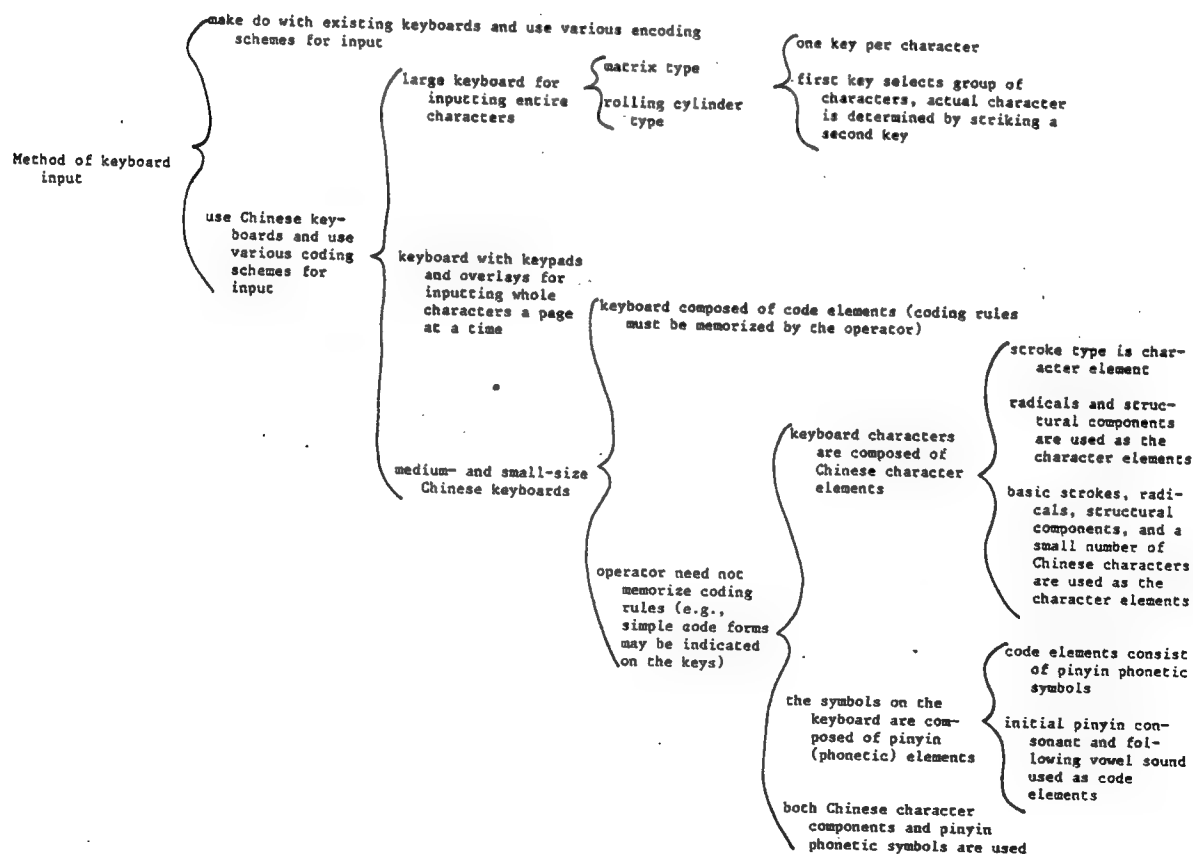 Method of keyboard
input
make do with existing keyboards and use various encoding
schemes for input
use Chinese key-
boards and use
various coding
schemes for
input
large keyboard for
inputting entire
characters
matrix type
rolling cylinder
type
one key per character
first key selects group of
characters, actual character
is determined by striking a
second key
keyboard with keypads
and overlays for
inputting whole
characters a page
at a time
medium- and small-size
Chinese keyboards
keyboard composed of code elements (coding rules
must be memorized by the operator)
operator need not
memorize coding
rules (e.g.,
simple code forms
may be indicated
on the keys)
keyboard characters
are composed of
Chinese character
elements
stroke type is char-
acter element
radicals and struc-
tural components
are used as the
character elements
basic strokes, radi-
cals, structural
components, and a
small number of
Chinese characters
are used as the
character elements
the symbols on the
keyboard are com-
posed of pinyin
(phonetic) elements
code elements consist
of pinyin phonetic
symbols
initial pinyin con-
sonant and fol-
lowing vowel sound
used as code
elements
both Chinese character
components and pinyin
phonetic symbols are used